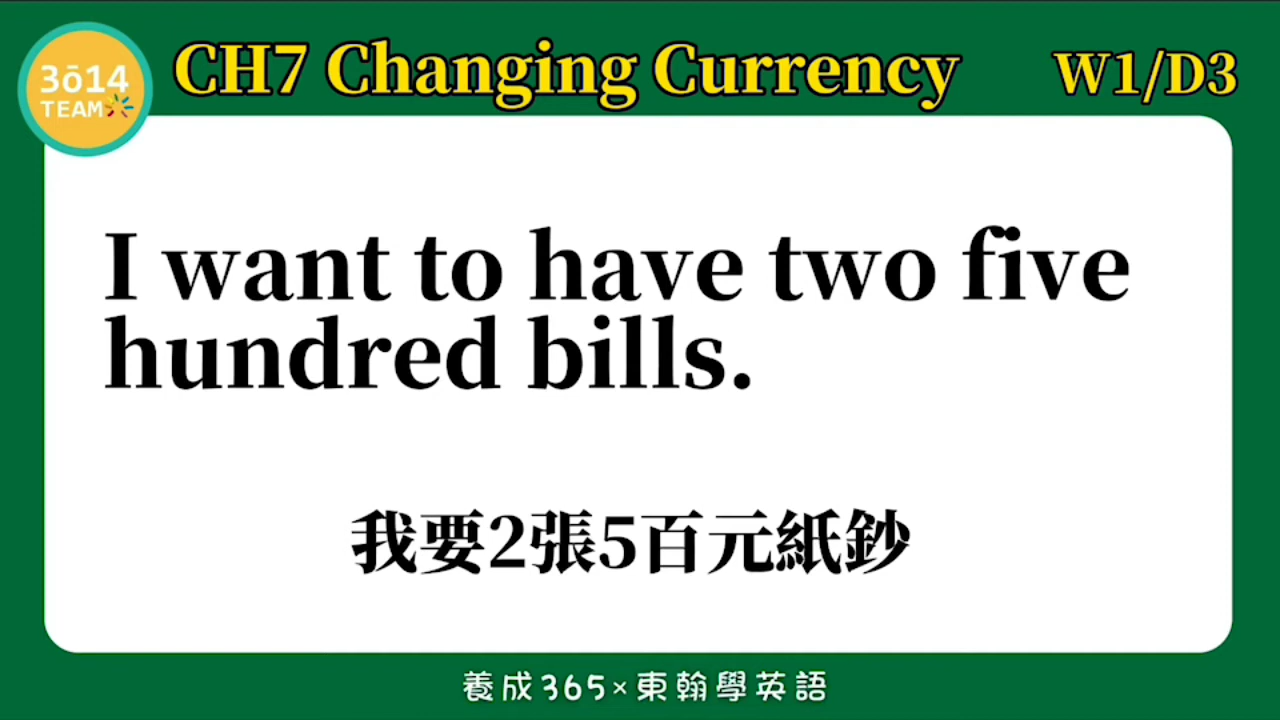 3ō14
TEAM
CH7 Changing Currency
W1/D3
I want to have two five
hundred bills.
我要2張5百元紙鈔
養成365×東翰學英語